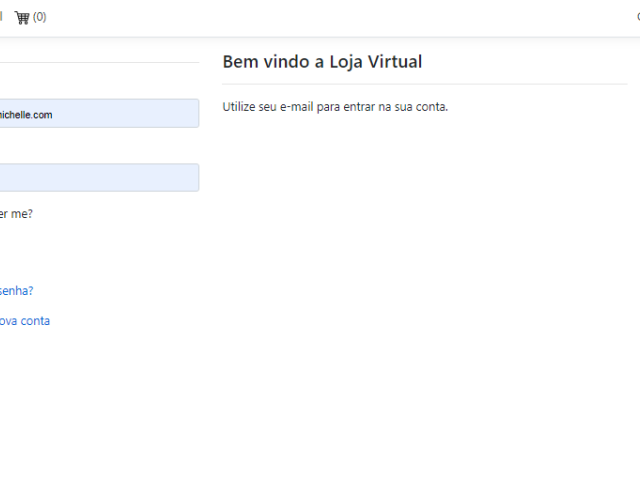 (0)
Bem vindo a Loja Virtual
Utilize seu e-mail para entrar na sua conta.
michelle.com
er me?
senha?
ova conta